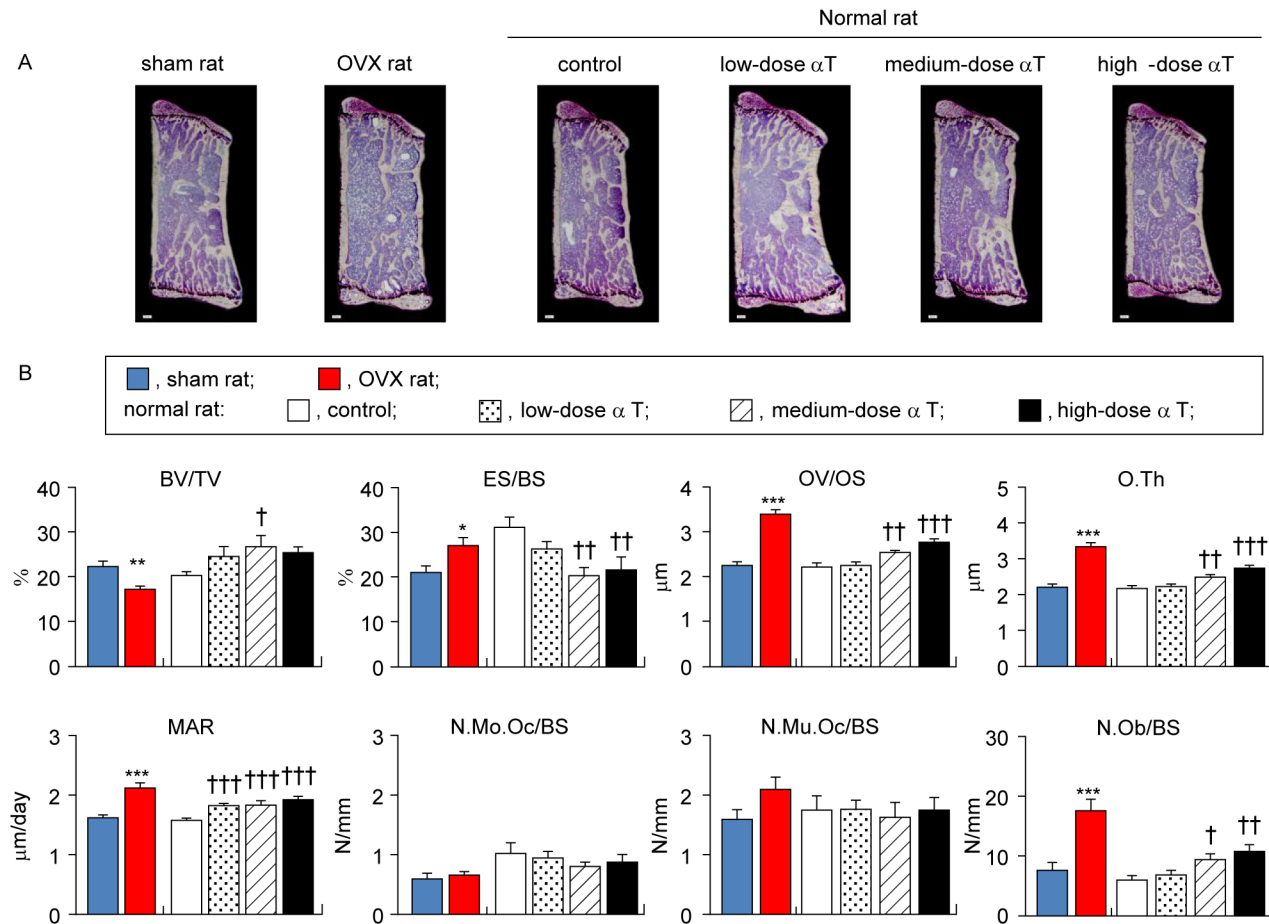 Normal rat
A
sham rat OVX rat control low-dose αT medium-dose αT high -dose αT
B
, sham rat; , OVX rat;
normal rat: , control; , low-dose α T; , medium-dose α T; , high-dose α T;
BV/TV
40
30
20
10
0
%
**
†
ES/BS
40
30
20
10
0
%
*
††
††
OV/OS
4
3
2
1
0
μm
***
††
†††
O.Th
5
4
3
2
1
0
μm
***
††
†††
MAR
3
2
1
0
μm/day
***
†††
†††
†††
N.Mo.Oc/BS
3
2
1
0
N/mm
N.Mu.Oc/BS
3
2
1
0
N/mm
N.Ob/BS
30
20
10
0
N/mm
***
†
††